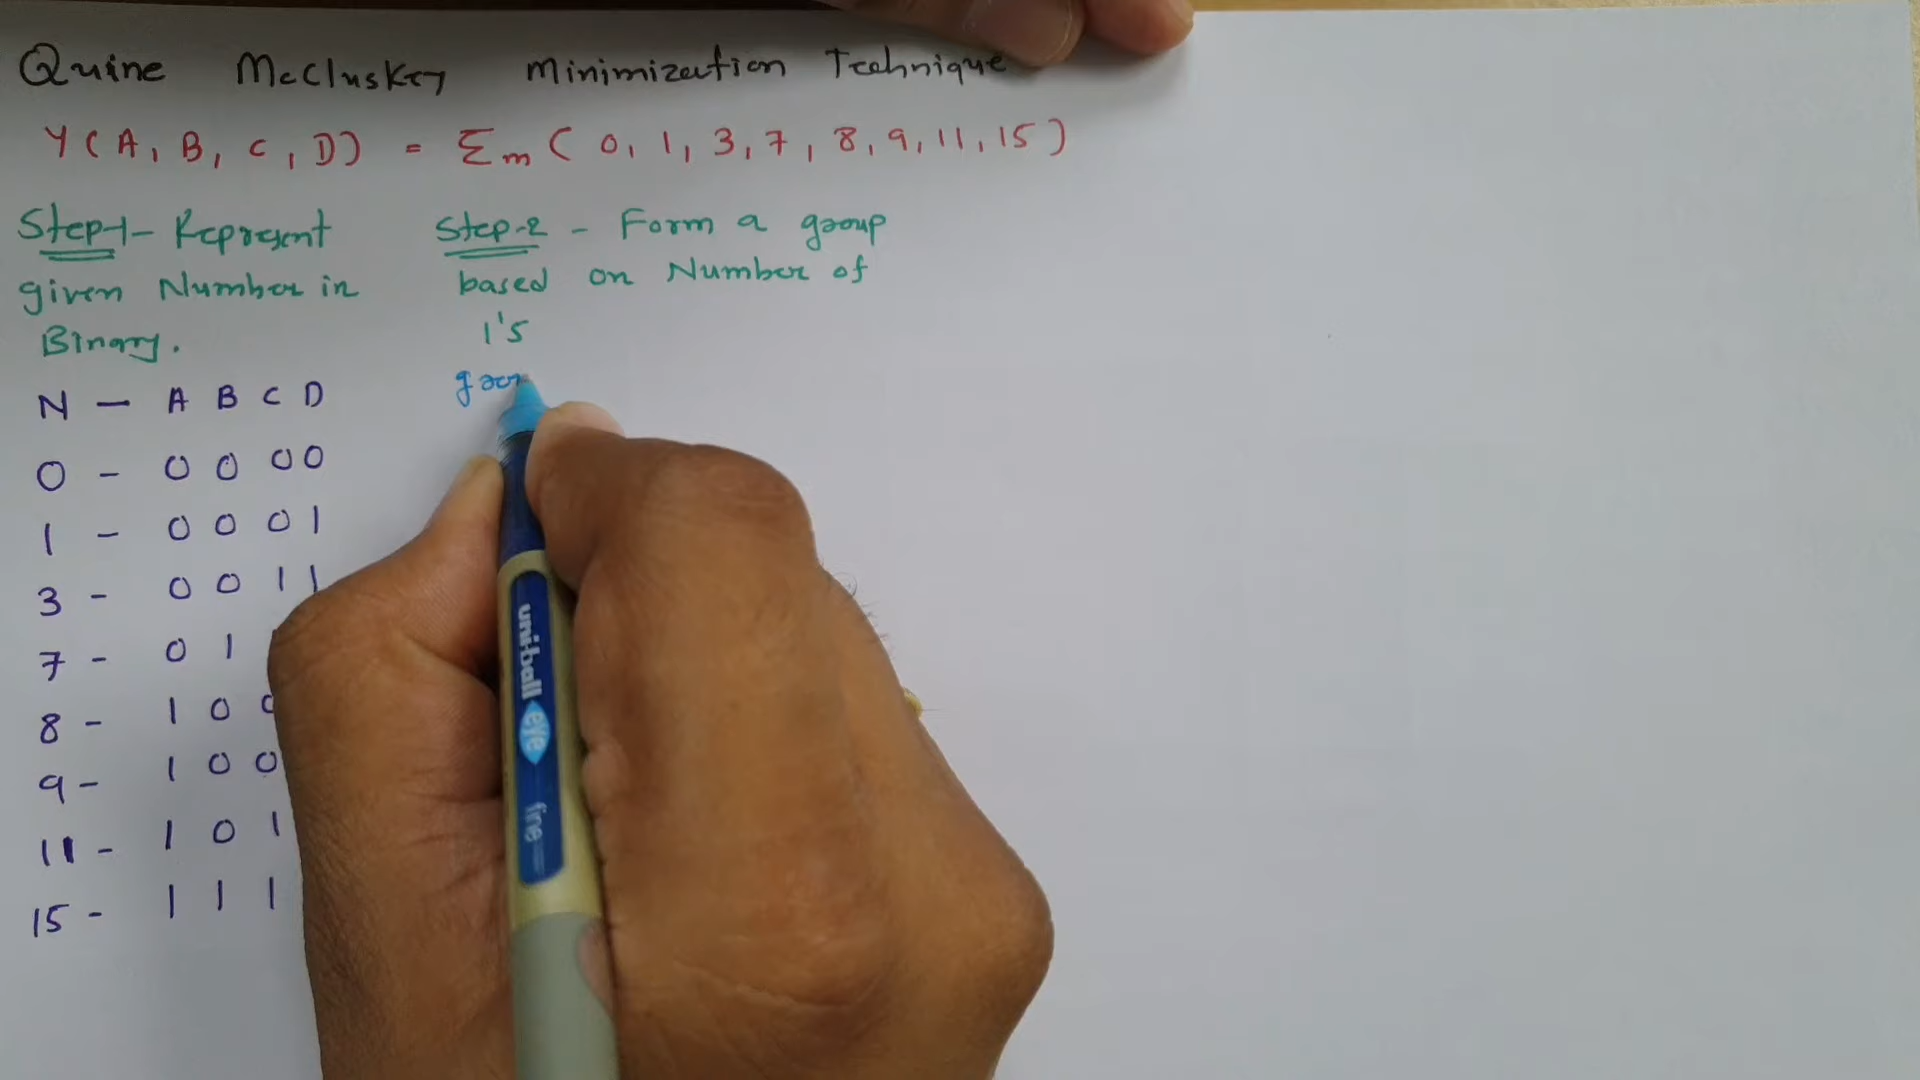 Quine McCluskey Minimization Technique
Y(A, B, C, D) = Σm( 0, 1, 3, 7, 8, 9, 11, 15)
Step-1 - Represent
given Number in
Binary.
N - A B C D
0 - 0 0 0 0
1 - 0 0 0 1
3 - 0 0 1 1
7 - 0 1
8 - 1 0 0
9 - 1 0 0
11 - 1 0 1
15 - 1 1 1
Step-2 - Form a group
based on Number of
1's
uni-ball
eye
fine